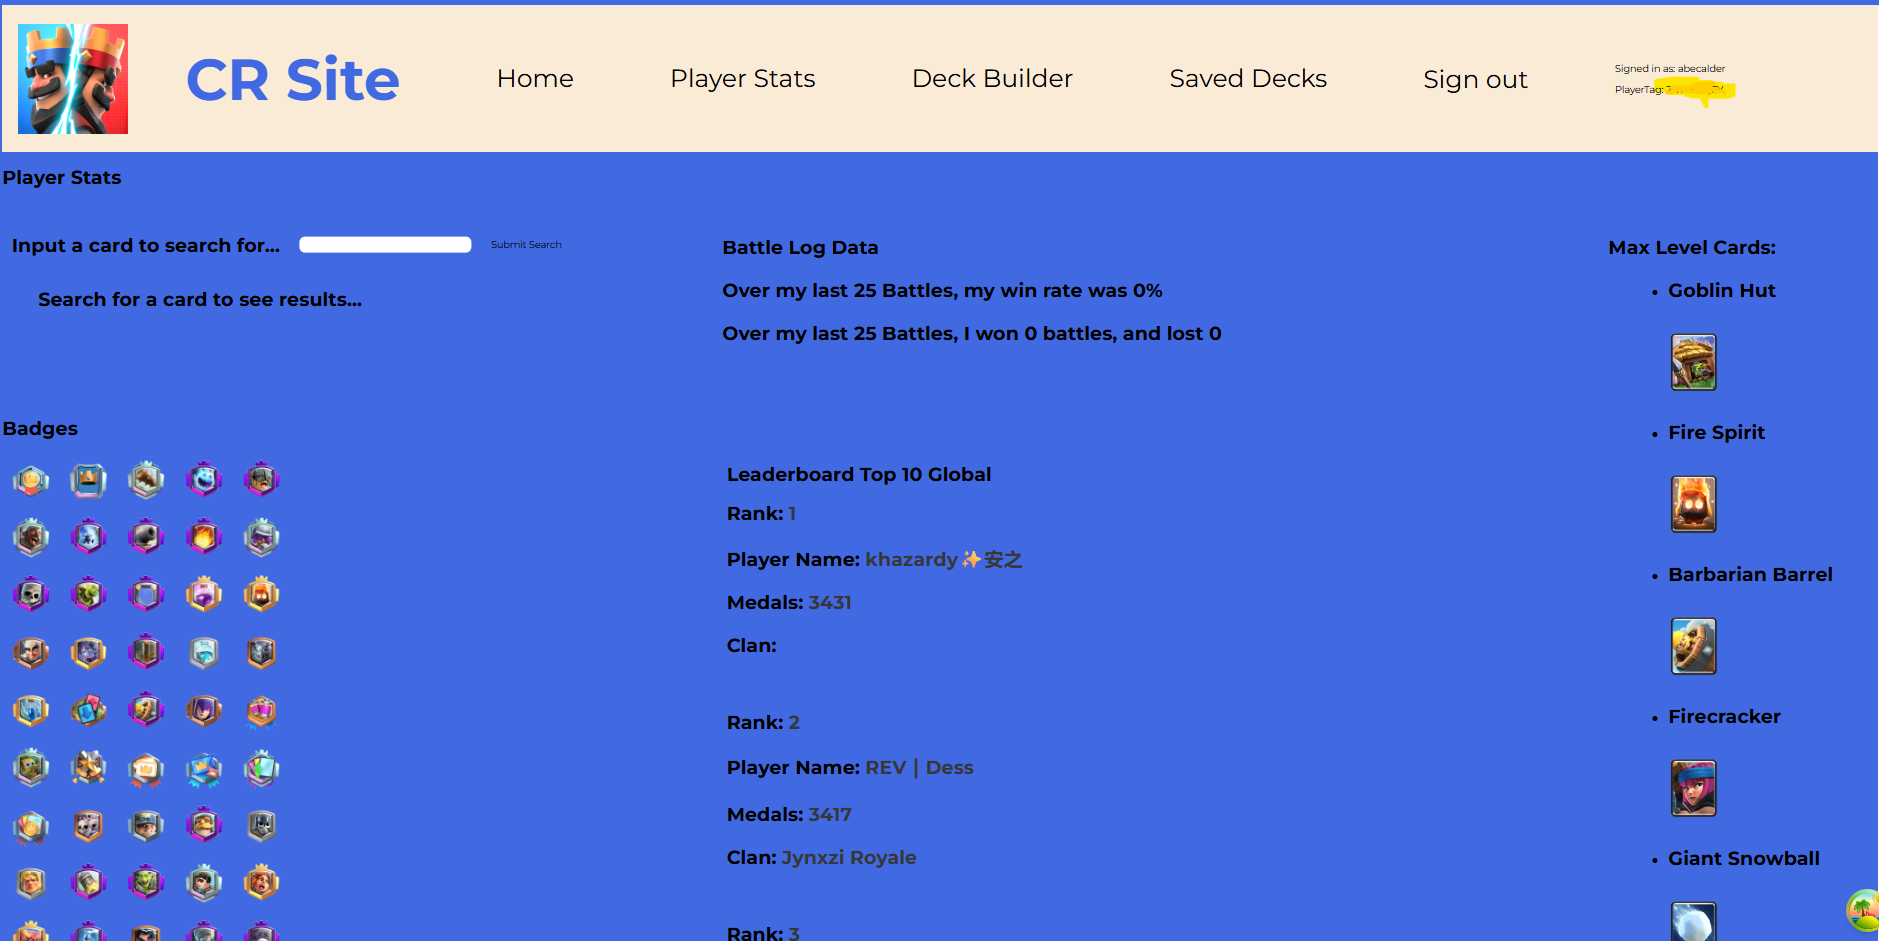 CR Site
Home
Player Stats
Deck Builder
Saved Decks
Sign out
Signed in as: abecalder
PlayerTag:
Player Stats
Input a card to search for...
Submit Search
Search for a card to see results...
Battle Log Data
Over my last 25 Battles, my win rate was 0%
Over my last 25 Battles, I won 0 battles, and lost 0
Max Level Cards:
• Goblin Hut
• Fire Spirit
• Barbarian Barrel
• Firecracker
• Giant Snowball
Badges
Leaderboard Top 10 Global
Rank: 1
Player Name: khazardy✨安之
Medals: 3431
Clan:
Rank: 2
Player Name: REV | Dess
Medals: 3417
Clan: Jynxzi Royale
Rank: 3